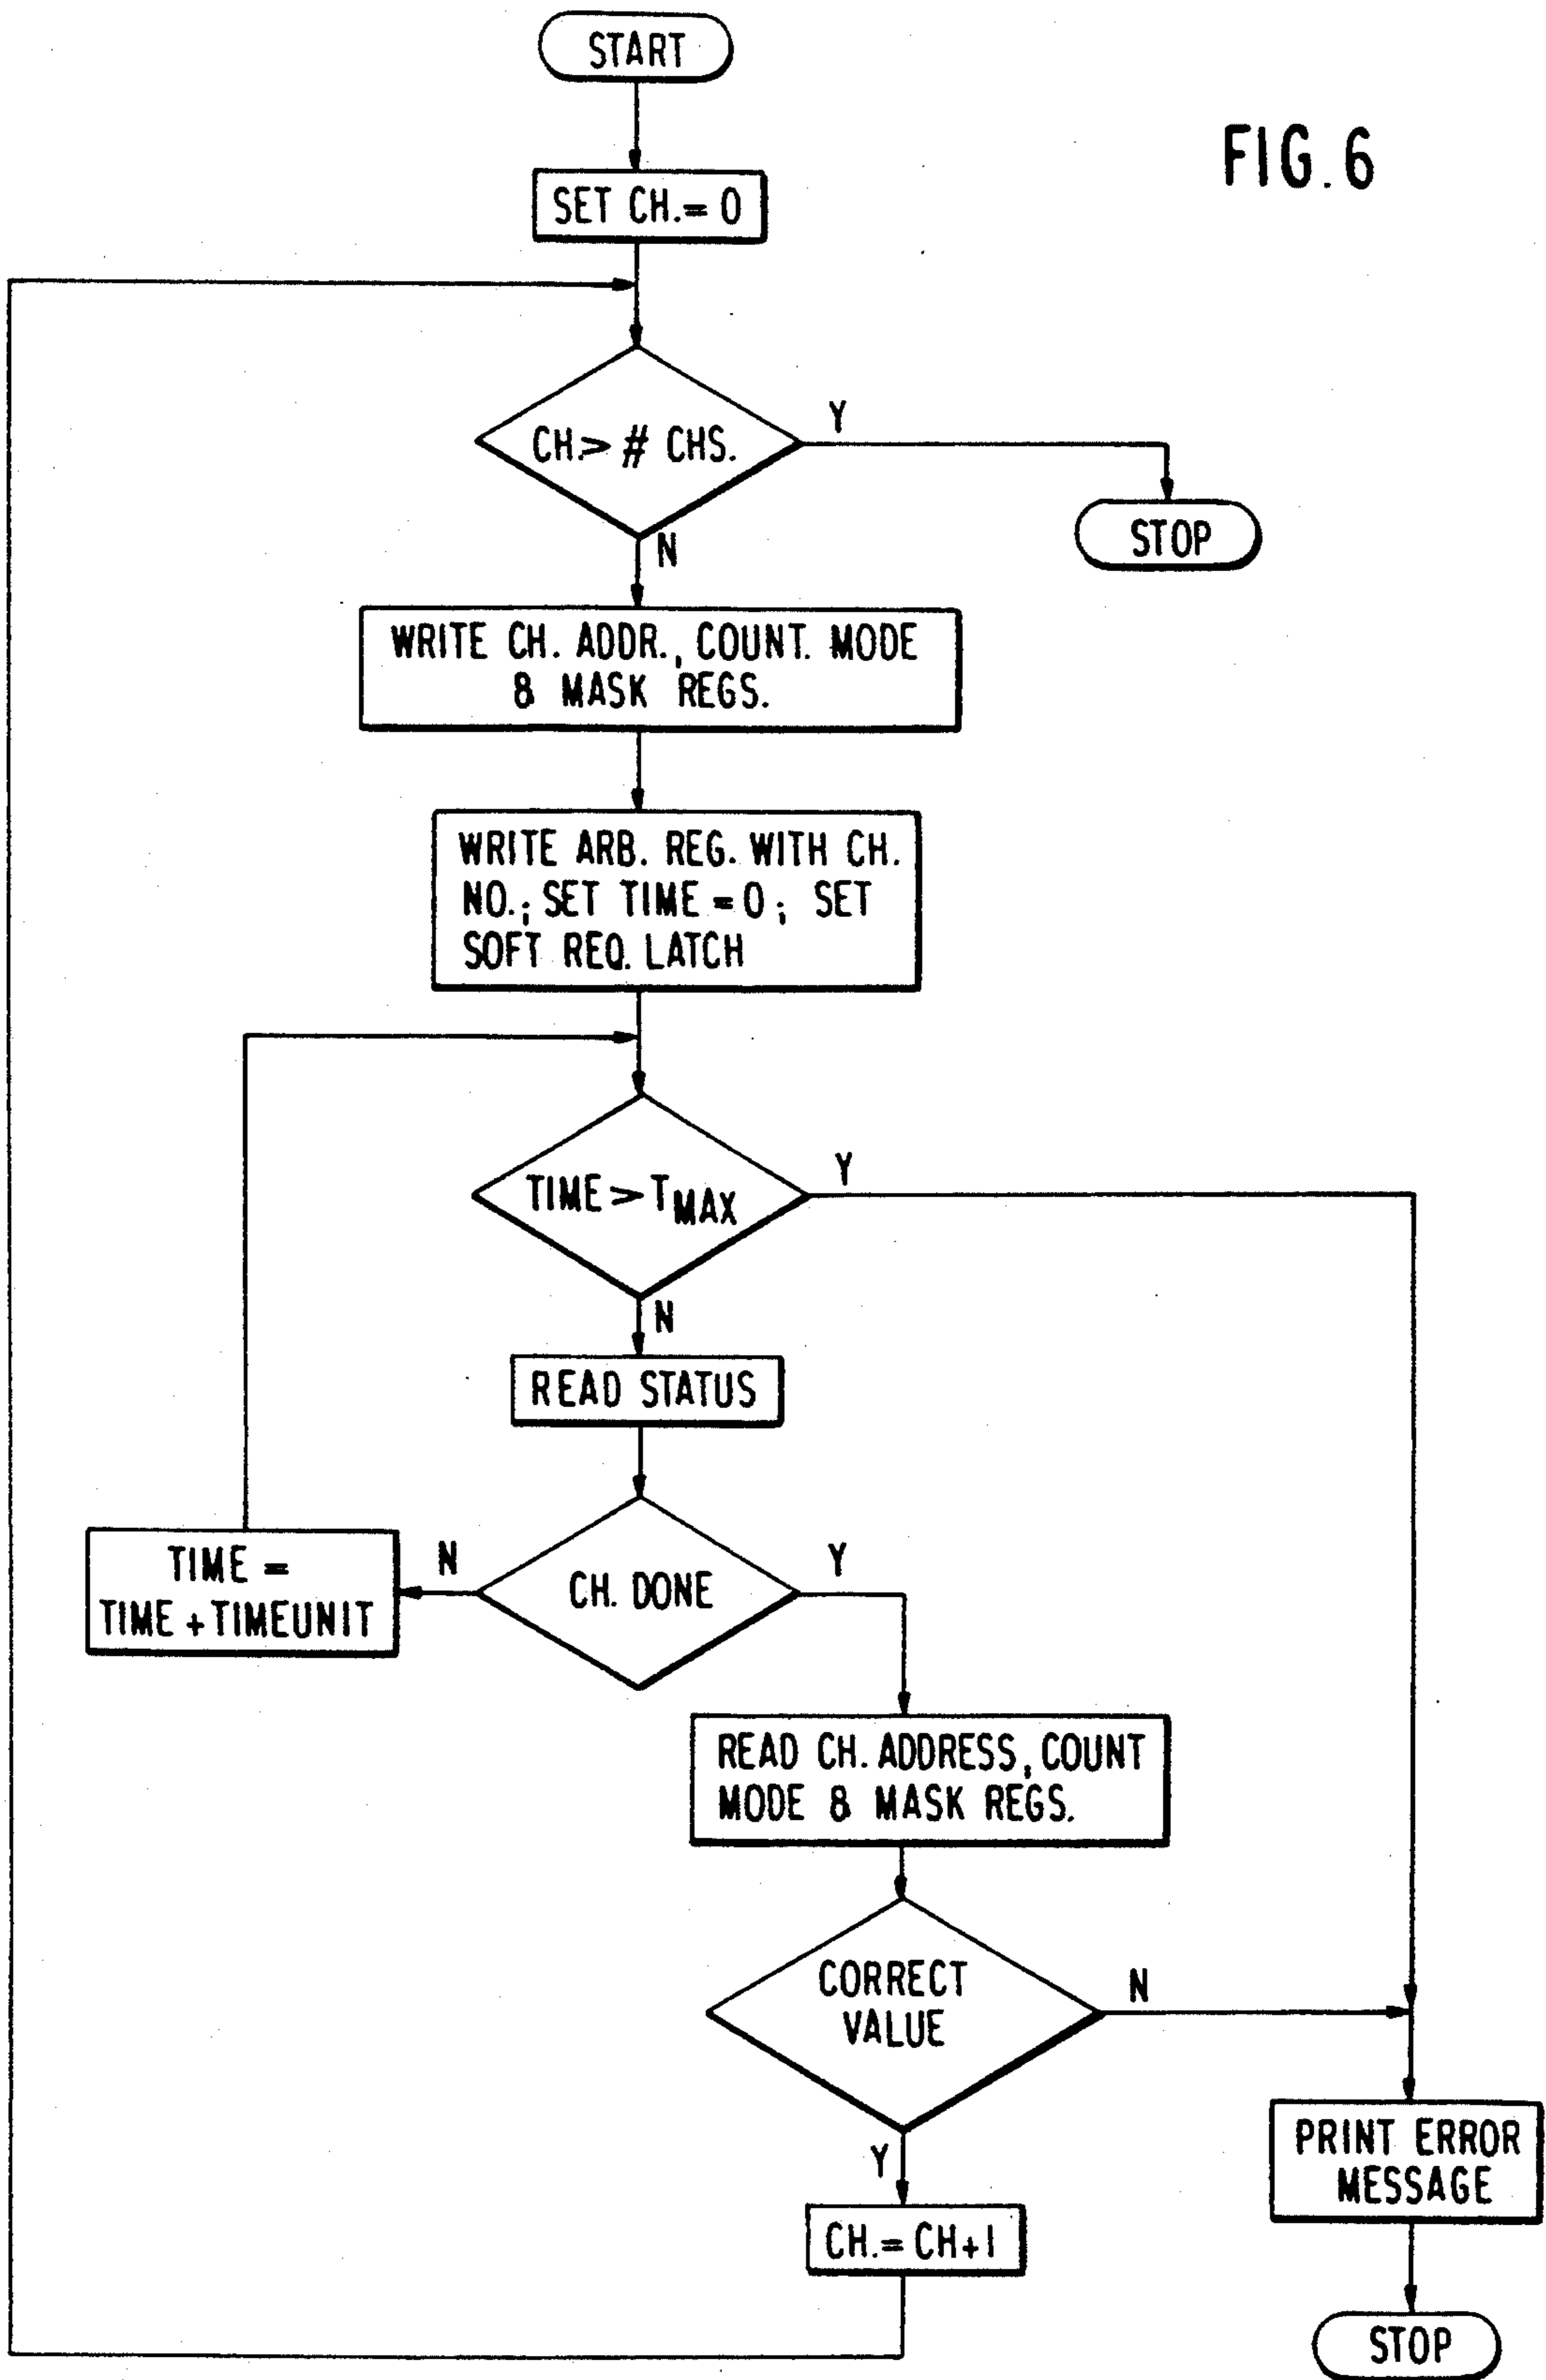 START
FIG. 6
SET CH.= 0
CH.> # CHS.
Y
STOP
N
WRITE CH. ADDR., COUNT. MODE
& MASK REGS.
WRITE ARB. REG. WITH CH.
NO.; SET TIME = 0; SET
SOFT REQ. LATCH
TIME > TMAX
Y
N
READ STATUS
TIME =
TIME + TIMEUNIT
N
CH. DONE
Y
READ CH. ADDRESS, COUNT
MODE & MASK REGS.
CORRECT
VALUE
N
Y
PRINT ERROR
MESSAGE
CH.= CH+1
STOP